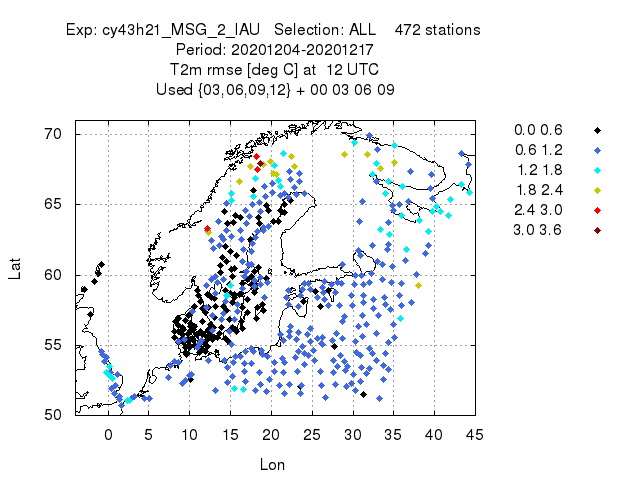 Exp: cy43h21_MSG_2_IAU   Selection: ALL    472 stations
Period: 20201204-20201217
T2m rmse [deg C] at  12 UTC
Used {03,06,09,12} + 00 03 06 09
0.0 0.6
0.6 1.2
1.2 1.8
1.8 2.4
2.4 3.0
3.0 3.6
70
65
60
55
50
Lat
0 5 10 15 20 25 30 35 40 45
Lon